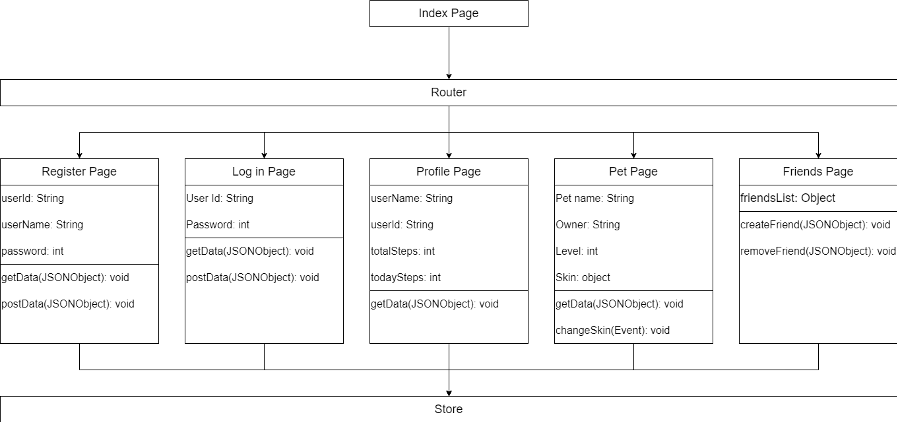 Index Page
Router
Register Page
userId: String
userName: String
password: int
getData(JSONObject): void
postData(JSONObject): void
Log in Page
User Id: String
Password: int
getData(JSONObject): void
postData(JSONObject): void
Profile Page
userName: String
userId: String
totalSteps: int
todaySteps: int
getData(JSONObject): void
Pet Page
Pet name: String
Owner: String
Level: int
Skin: object
getData(JSONObject): void
changeSkin(Event): void
Friends Page
friendsList: Object
createFriend(JSONObject): void
removeFriend(JSONObject): void
Store